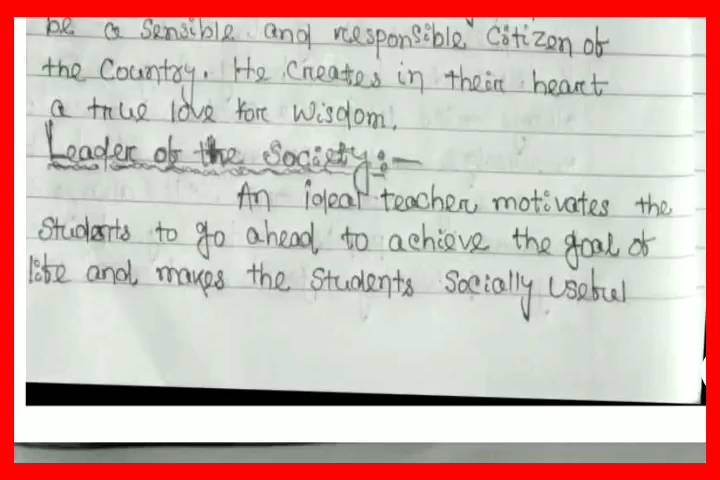 be a sensible and responsible citizen of
the Country. He creates in their heart
a true love for wisdom.
Leader of the Society:-
An ideal teacher motivates the
Students to go ahead to achieve the goal of
life and makes the Students Socially Useful